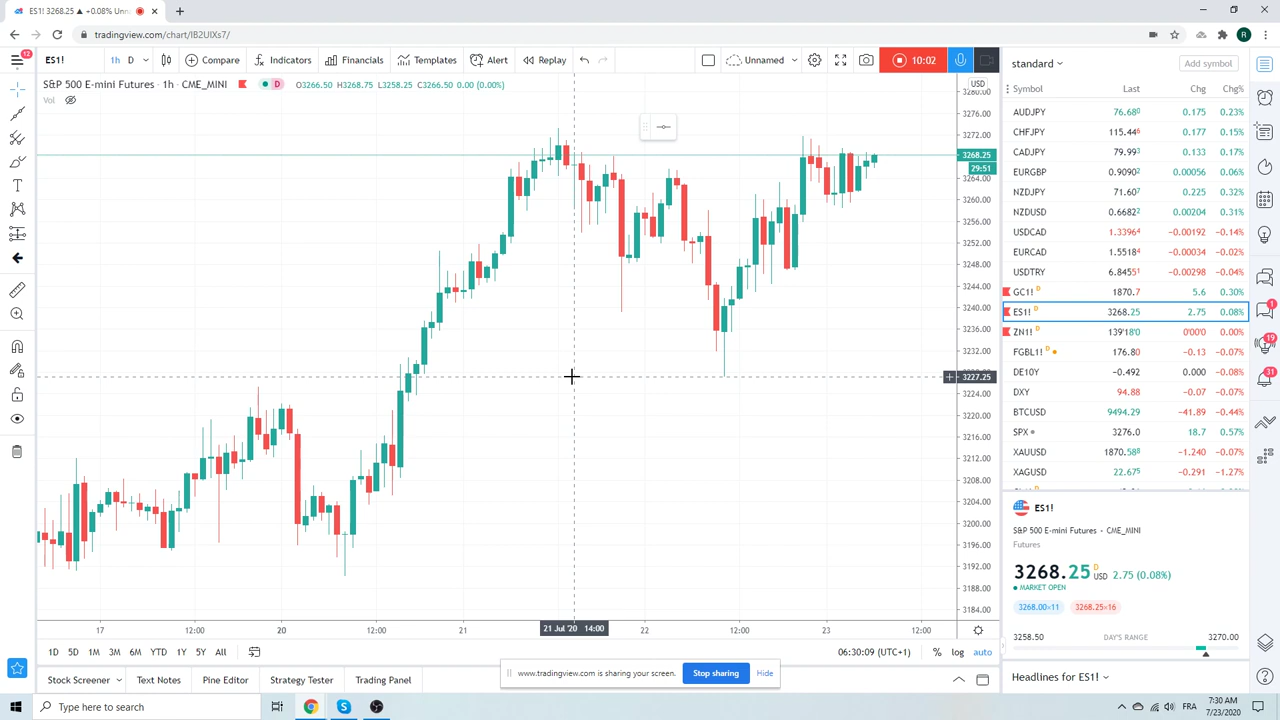 ES1! 3268.25 ▲ +0.08% Unn
tradingview.com/chart/IB2UlXs7/
12
ES1!
1h D
Compare
Indicators
Financials
Templates
Alert
Replay
Unnamed
10:02
S&P 500 E-mini Futures · 1h · CME_MINI
D
O3266.50 H3268.75 L3258.25 C3266.50 0.00 (0.00%)
Vol
USD
3280.00
3276.00
3272.00
3268.25
29:51
3264.00
3260.00
3256.00
3252.00
3248.00
3244.00
3240.00
3236.00
3232.00
3227.25
3224.00
3220.00
3216.00
3212.00
3208.00
3204.00
3200.00
3196.00
3192.00
3188.00
3184.00
17
12:00
20
12:00
21
21 Jul '20 14:00
22
12:00
23
12:00
1D 5D 1M 3M 6M YTD 1Y 5Y All
06:30:09 (UTC+1)
% log auto
Stock Screener
Text Notes
Pine Editor
Strategy Tester
Trading Panel
www.tradingview.com is sharing your screen.
Stop sharing
Hide
standard
Add symbol
Symbol Last Chg Chg%
AUDJPY 76.680 0.175 0.23%
CHFJPY 115.446 0.177 0.15%
CADJPY 79.993 0.133 0.17%
EURGBP 0.90902 0.00056 0.06%
NZDJPY 71.607 0.225 0.32%
NZDUSD 0.66822 0.00204 0.31%
USDCAD 1.33964 −0.00192 −0.14%
EURCAD 1.55184 −0.00034 −0.02%
USDTRY 6.84551 −0.00298 −0.04%
GC1! D 1870.7 5.6 0.30%
ES1! D 3268.25 2.75 0.08%
ZN1! D 139'18'0 0'00'0 0.00%
FGBL1! D 176.80 −0.13 −0.07%
DE10Y −0.492 0.000 −0.08%
DXY 94.88 −0.07 −0.07%
BTCUSD 9494.29 −41.89 −0.44%
SPX 3276.0 18.7 0.57%
XAUUSD 1870.588 −1.240 −0.07%
XAGUSD 22.675 −0.291 −1.27%
ES1!
S&P 500 E-mini Futures · CME_MINI
Futures
3268.25 D USD 2.75 (0.08%)
MARKET OPEN
3268.00×11
3268.25×16
3258.50 DAY'S RANGE 3270.00
Headlines for ES1!
1
19
31
R
Type here to search
FRA
7:30 AM
7/23/2020